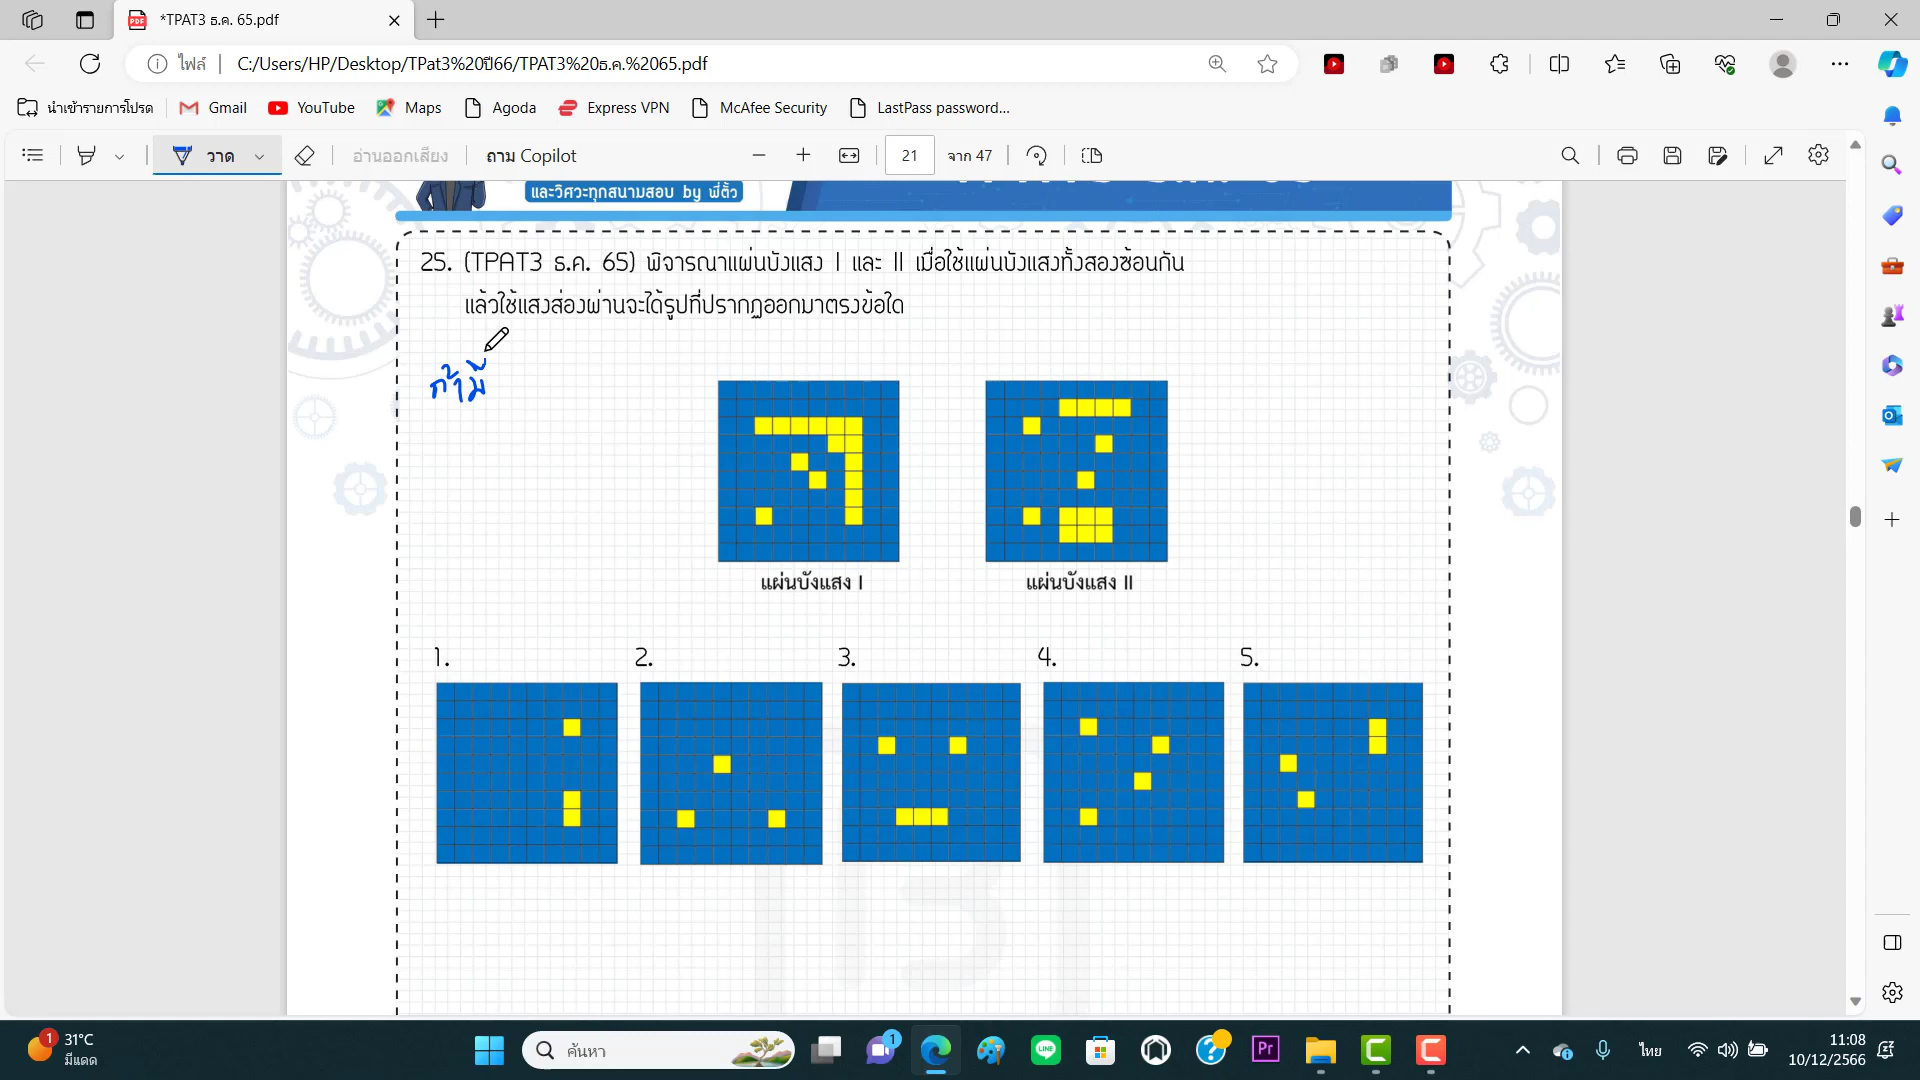 *TPAT3 ธ.ค. 65.pdf
ไฟล์
C:/Users/HP/Desktop/TPat3%20ปี66/TPAT3%20ธ.ค.%2065.pdf
นำเข้ารายการโปรด
Gmail
YouTube
Maps
Agoda
Express VPN
McAfee Security
LastPass password...
วาด
อ่านออกเสียง
ถาม Copilot
21
จาก 47
และวิศวะทุกสนามสอบ by พี่ตั้ว
25. (TPAT3 ธ.ค. 65) พิจารณาแผ่นบังแสง I และ II เมื่อใช้แผ่นบังแสงทั้งสองซ้อนกัน
แล้วใช้แสงส่องผ่านจะได้รูปที่ปรากฏออกมาตรงข้อใด
แผ่นบังแสง I
แผ่นบังแสง II
1.
2.
3.
4.
5.
1
31°C
มีแดด
ค้นหา
1
Pr
LINE
ไทย
11:08
10/12/2566